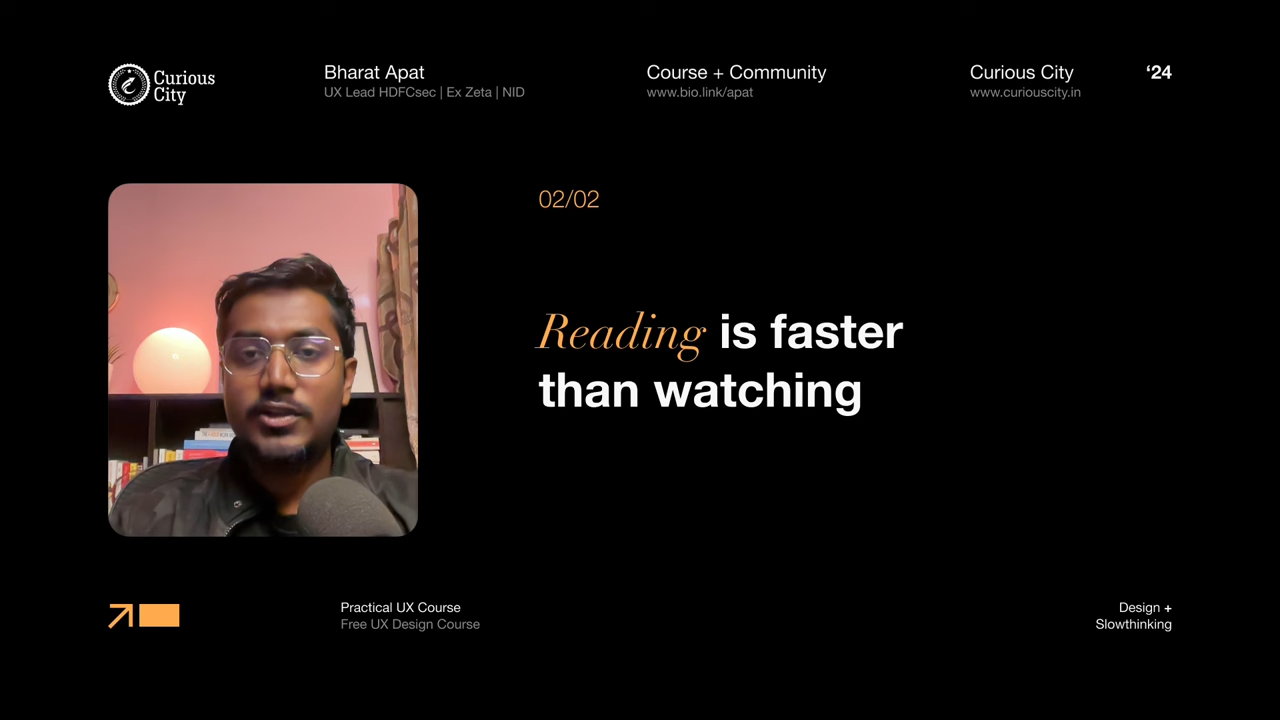 Curious
City
Bharat Apat
UX Lead HDFCsec | Ex Zeta | NID
Course + Community
www.bio.link/apat
Curious City
www.curiouscity.in
‘24
02/02
Reading is faster
than watching
Practical UX Course
Free UX Design Course
Design +
Slowthinking